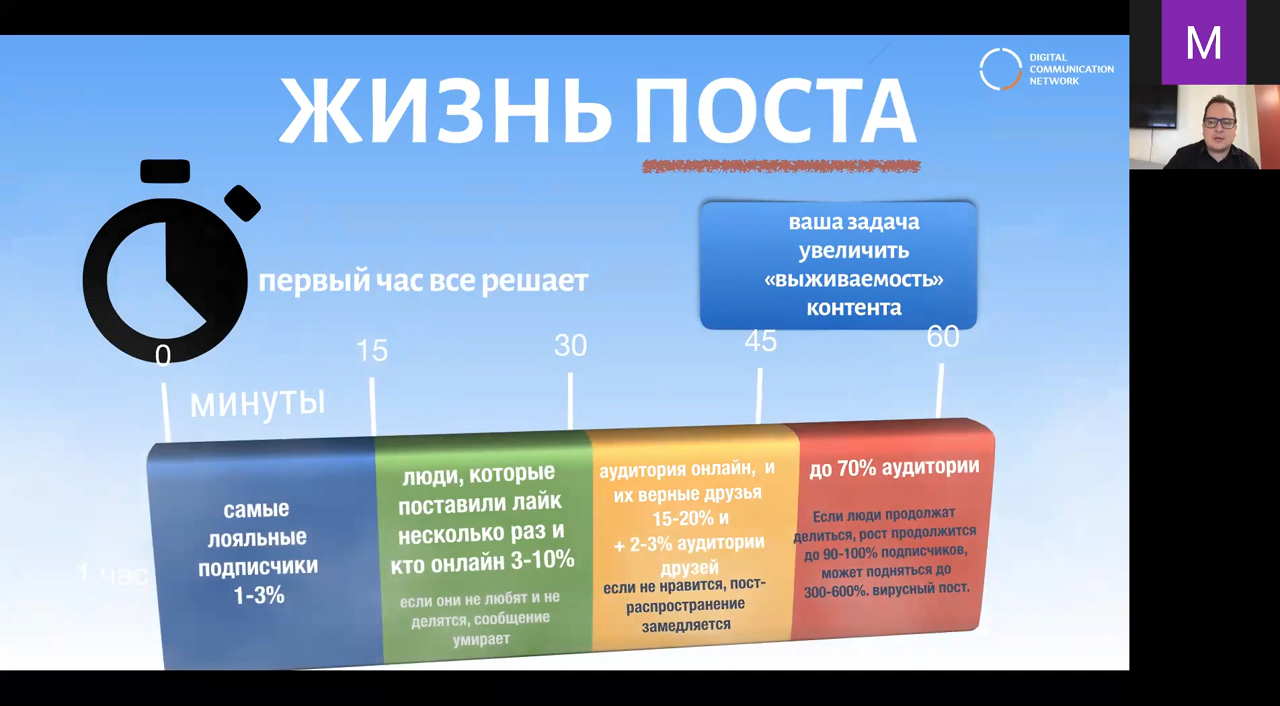 ЖИЗНЬ ПОСТА
DIGITAL
COMMUNICATION
NETWORK
M
первый час все решает
ваша задача
увеличить
«выживаемость»
контента
0
15
30
45
60
минуты
1 час
самые
лояльные
подписчики
1-3%
люди, которые
поставили лайк
несколько раз и
кто онлайн 3-10%
если они не любят и не
делятся, сообщение
умирает
аудитория онлайн, и
их верные друзья
15-20% и
+ 2-3% аудитории
друзей
если не нравится, пост-
распространение
замедляется
до 70% аудитории
Если люди продолжат
делиться, рост продолжится
до 90-100% подписчиков,
может подняться до
300-600%. вирусный пост.